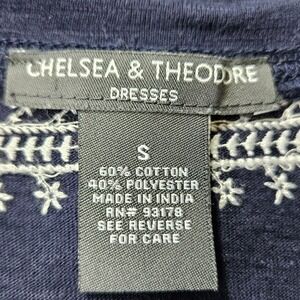 CHELSEA & THEODORE
DRESSES
S
60% COTTON
40% POLYESTER
MADE IN INDIA
RN# 93178
SEE REVERSE
FOR CARE